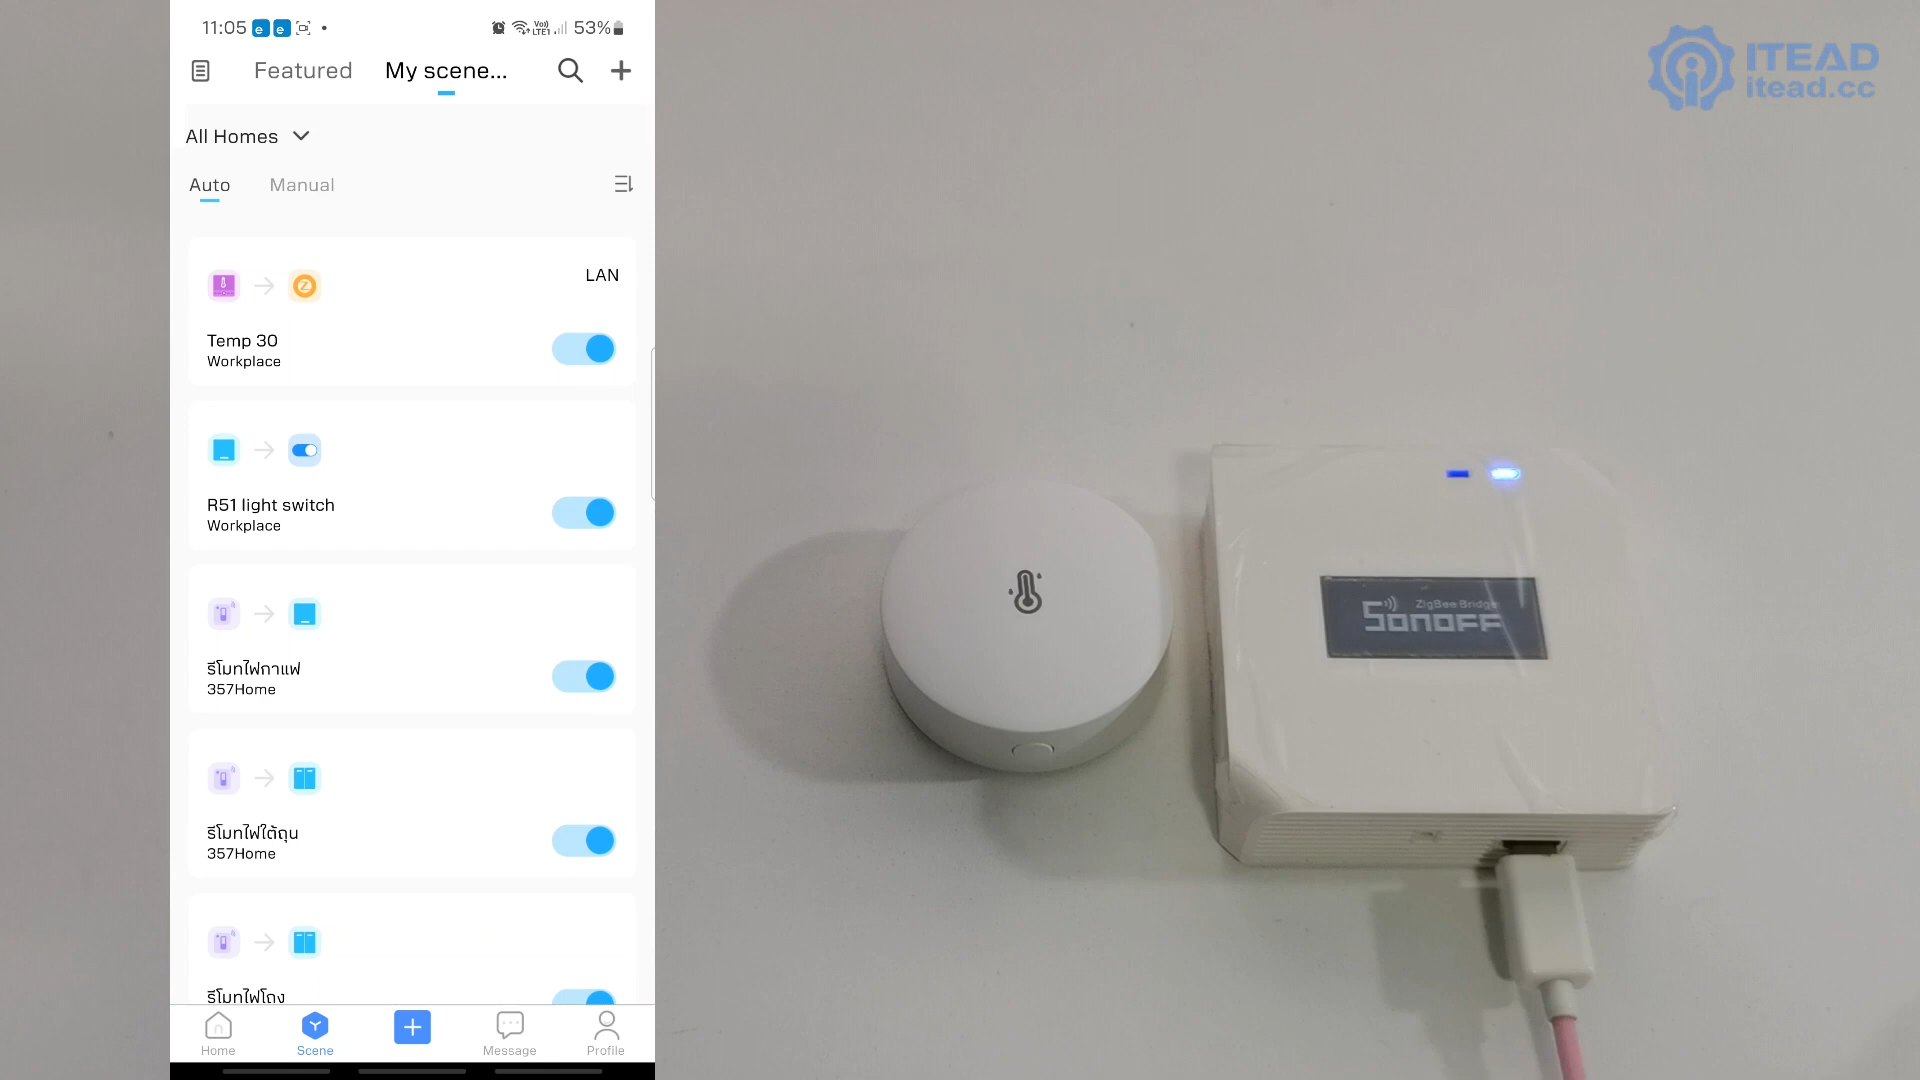 11:05
Vo))
LTE1
53%
Featured
My scene...
All Homes
Auto
Manual
LAN
Temp 30
Workplace
R51 light switch
Workplace
รีโมทไฟกาแฟ
357Home
รีโมทไฟใต้ถุน
357Home
รีโมทไฟโถง
Home
Scene
Message
Profile
ITEAD
itead.cc
ZigBee Bridge
SONOFF